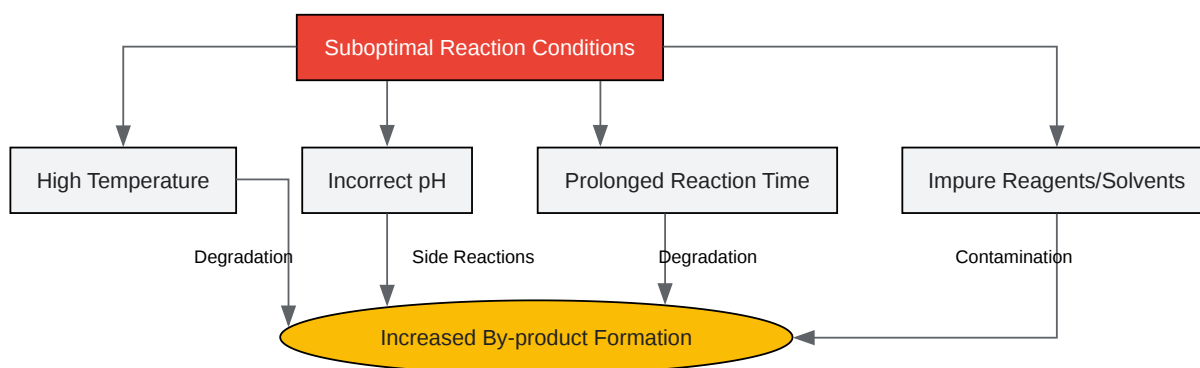 Suboptimal Reaction Conditions
High Temperature
Incorrect pH
Prolonged Reaction Time
Impure Reagents/Solvents
Degradation
Side Reactions
Degradation
Contamination
Increased By-product Formation